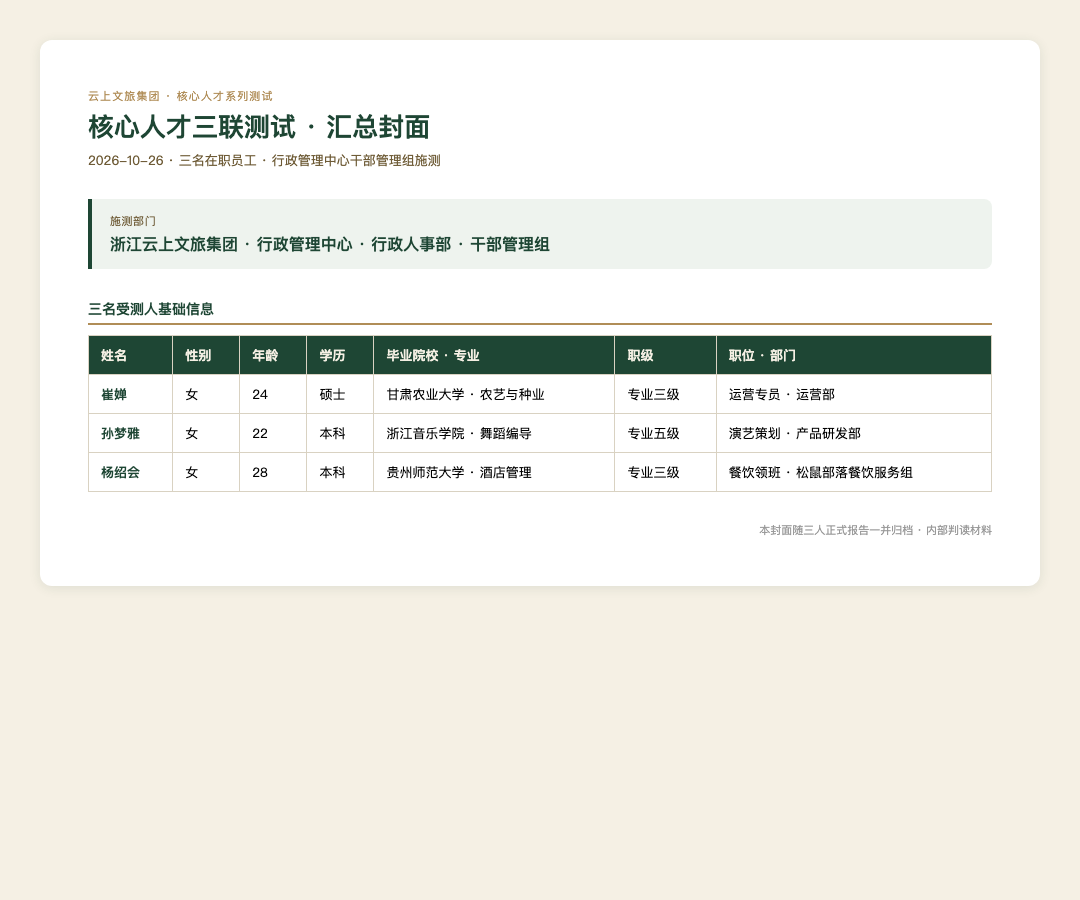 云上文旅集团 · 核心人才系列测试
核心人才三联测试 · 汇总封面
2026–10–26 · 三名在职员工 · 行政管理中心干部管理组施测
施测部门
浙江云上文旅集团 · 行政管理中心 · 行政人事部 · 干部管理组
三名受测人基础信息
姓名 性别 年龄 学历 毕业院校 · 专业 职级 职位 · 部门
崔婵 女 24 硕士 甘肃农业大学 · 农艺与种业 专业三级 运营专员 · 运营部
孙梦雅 女 22 本科 浙江音乐学院 · 舞蹈编导 专业五级 演艺策划 · 产品研发部
杨绍会 女 28 本科 贵州师范大学 · 酒店管理 专业三级 餐饮领班 · 松鼠部落餐饮服务组
本封面随三人正式报告一并归档 · 内部判读材料